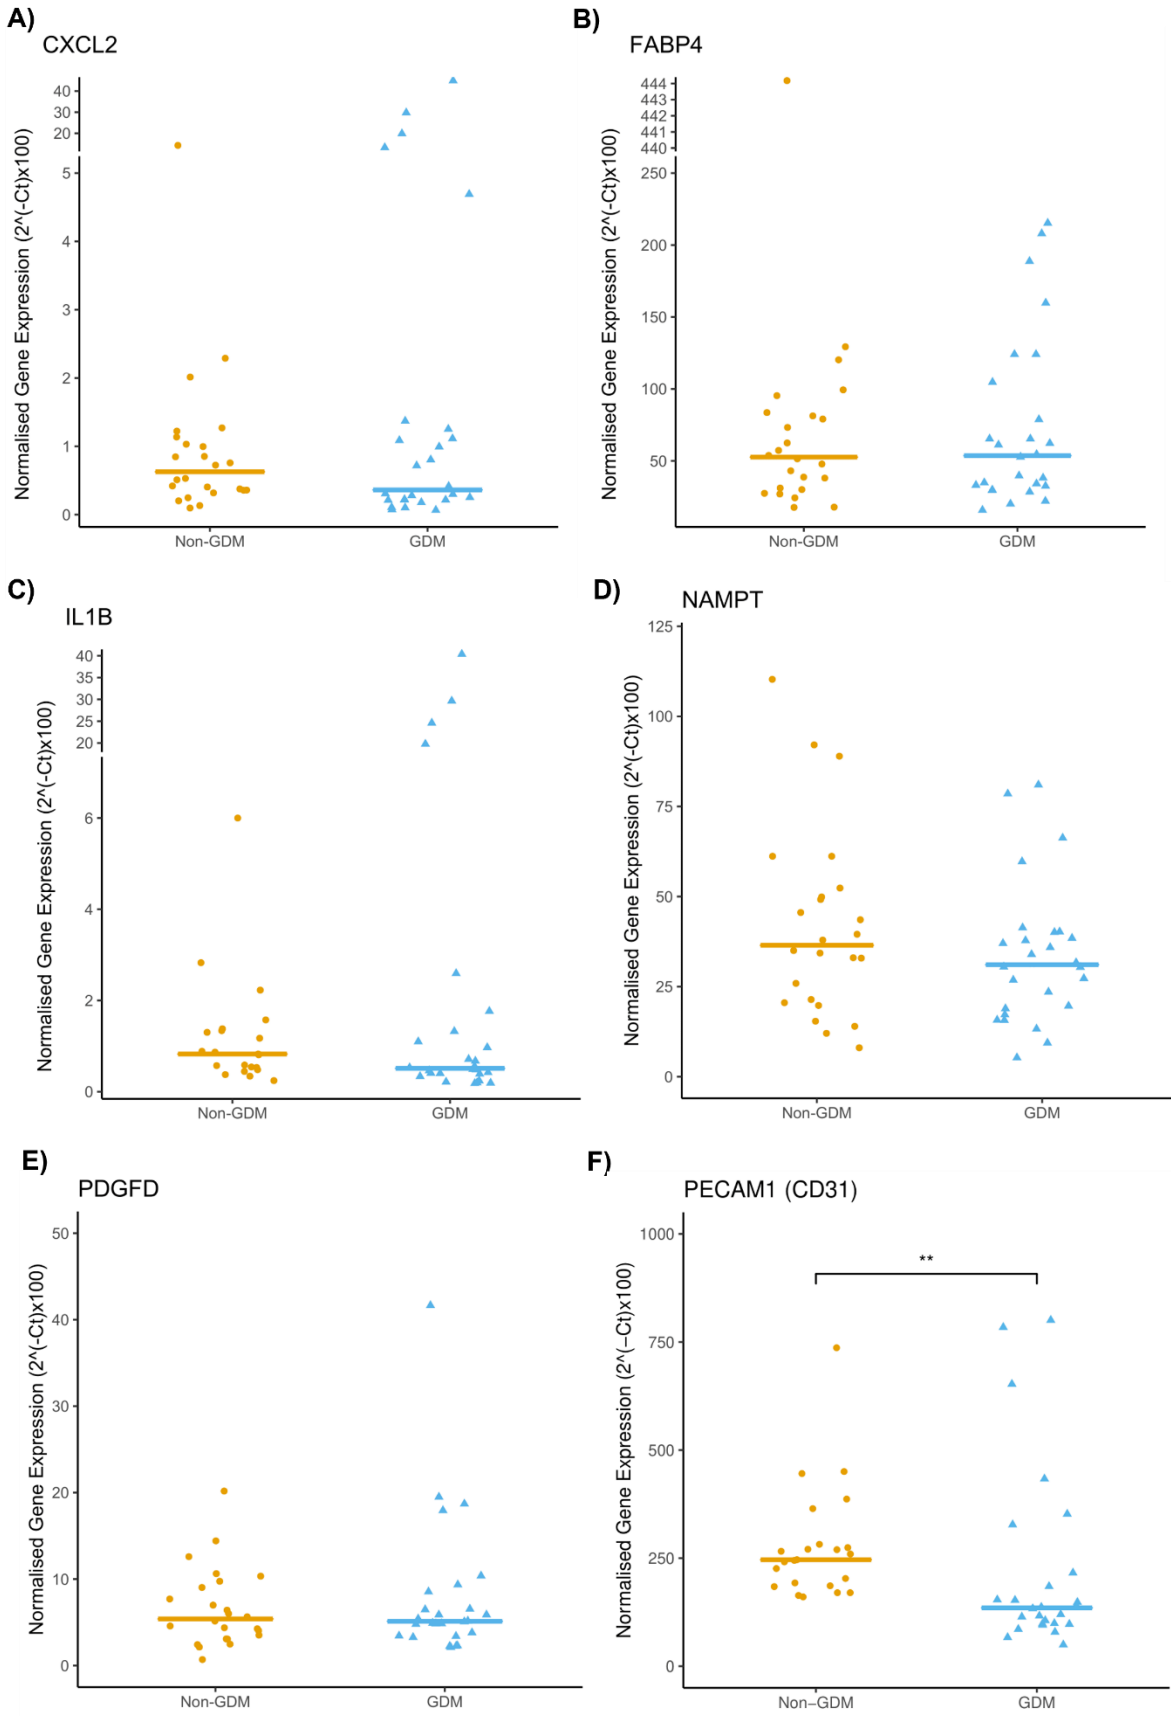 A)
CXCL2
Normalised Gene Expression (2^(-Ct)x100)
40
30
20
5
4
3
2
1
0
Non-GDM
GDM
B)
FABP4
Normalised Gene Expression (2^(-Ct)x100)
444
443
442
441
440
250
200
150
100
50
Non-GDM
GDM
C)
IL1B
Normalised Gene Expression (2^(-Ct)x100)
40
35
30
25
20
6
4
2
0
Non-GDM
GDM
D)
NAMPT
Normalised Gene Expression (2^(-Ct)x100)
125
100
75
50
25
0
Non-GDM
GDM
E)
PDGFD
Normalised Gene Expression (2^(-Ct)x100)
50
40
30
20
10
0
Non-GDM
GDM
F)
PECAM1 (CD31)
Normalised Gene Expression (2^(−Ct)x100)
1000
750
500
250
0
**
Non−GDM
GDM